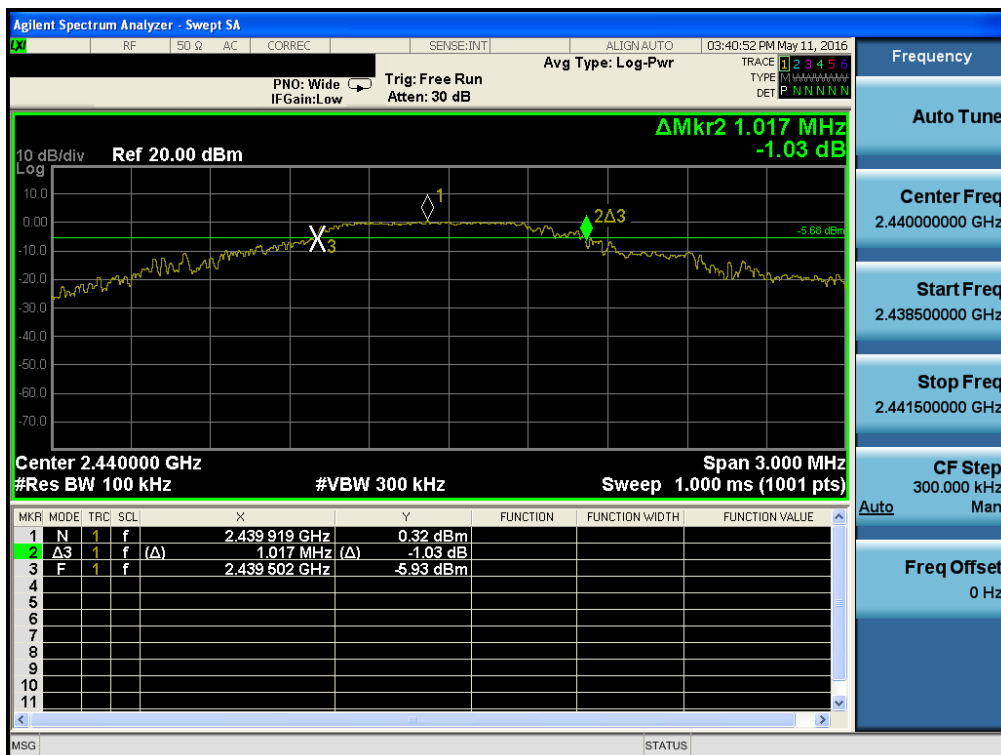 Agilent Spectrum Analyzer - Swept SA
LXI RF 50 Ω AC CORREC SENSE:INT ALIGN AUTO 03:40:52 PM May 11, 2016
Avg Type: Log-Pwr
TRACE 1 2 3 4 5 6
TYPE M
DET P N N N N N
PNO: Wide
IFGain:Low
Trig: Free Run
Atten: 30 dB
ΔMkr2 1.017 MHz
-1.03 dB
10 dB/div Ref 20.00 dBm
Log
10.0
0.00
-10.0
-20.0
-30.0
-40.0
-50.0
-60.0
-70.0
1
2Δ3
3
-5.68 dBm
Center 2.440000 GHz Span 3.000 MHz
#Res BW 100 kHz #VBW 300 kHz Sweep 1.000 ms (1001 pts)
MKR MODE TRC SCL X Y FUNCTION FUNCTION WIDTH FUNCTION VALUE
1 N 1 f 2.439 919 GHz 0.32 dBm
2 Δ3 1 f (Δ) 1.017 MHz (Δ) -1.03 dB
3 F 1 f 2.439 502 GHz -5.93 dBm
4
5
6
7
8
9
10
11
MSG STATUS
Frequency
Auto Tune
Center Freq
2.440000000 GHz
Start Freq
2.438500000 GHz
Stop Freq
2.441500000 GHz
CF Step
300.000 kHz
Auto Man
Freq Offset
0 Hz